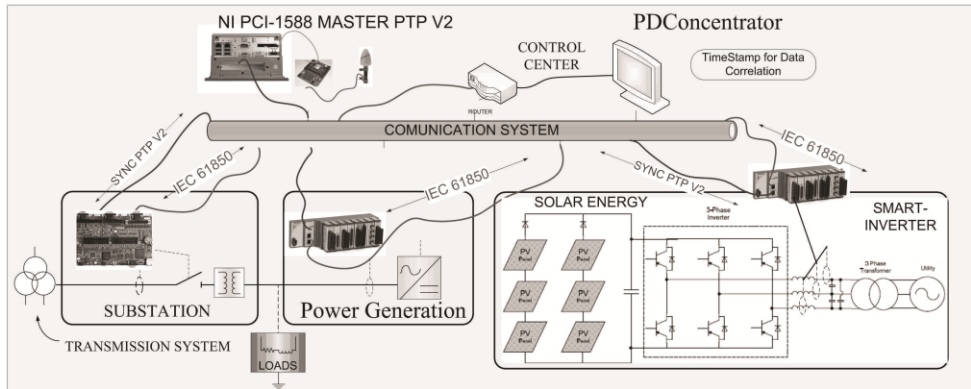 NI PCI-1588 MASTER PTP V2
PDConcentrator
CONTROL
CENTER
TimeStamp for Data
Correlation
ROUTER
COMUNICATION SYSTEM
SYNC PTP V2
IEC 61850
IEC 61850
SYNC PTP V2
IEC 61850
SOLAR ENERGY
3-Phase
Inverter
SMART-
INVERTER
PV
Panel
PV
Panel
PV
Panel
PV
Panel
PV
Panel
PV
Panel
3 Phase
Transformer
Utility
SUBSTATION
Power Generation
TRANSMISSION SYSTEM
LOADS